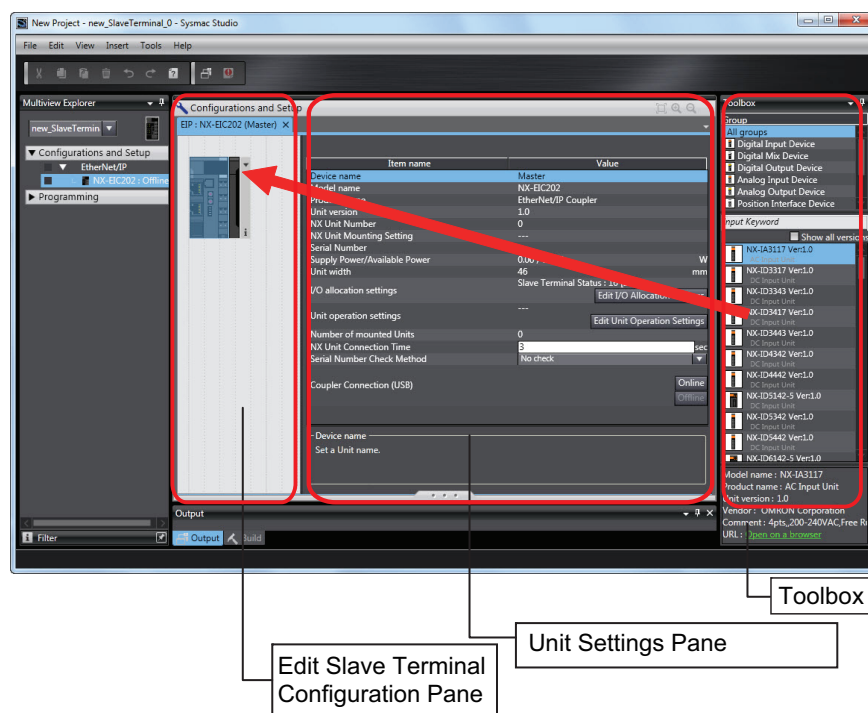 New Project - new_SlaveTerminal_0 - Sysmac Studio
File Edit View Insert Tools Help
Multiview Explorer
new_SlaveTermin
Configurations and Setup
EtherNet/IP
NX-EIC202 : Offline
Programming
Filter
Configurations and Setup
EIP : NX-EIC202 (Master)
Item name Value
Device name Master
Model name NX-EIC202
EtherNet/IP Coupler
Unit version 1.0
NX Unit Number 0
NX Unit Mounting Setting ---
Serial Number
Supply Power/Available Power 0.00 W
Unit width 46 mm
I/O allocation settings Slave Terminal Status : 16
Edit I/O Allocation
Unit operation settings ---
Edit Unit Operation Settings
Number of mounted Units 0
NX Unit Connection Time 3 sec
Serial Number Check Method No check
Coupler Connection (USB) Online
Offline
Device name
Set a Unit name.
Output
Output Build
Toolbox
Group
All groups
Digital Input Device
Digital Mix Device
Digital Output Device
Analog Input Device
Analog Output Device
Position Interface Device
Input Keyword
Show all versions
NX-IA3117 Ver:1.0
DC Input Unit
NX-ID3317 Ver:1.0
DC Input Unit
NX-ID3343 Ver:1.0
DC Input Unit
NX-ID3417 Ver:1.0
DC Input Unit
NX-ID3443 Ver:1.0
DC Input Unit
NX-ID4342 Ver:1.0
DC Input Unit
NX-ID4442 Ver:1.0
DC Input Unit
NX-ID5142-5 Ver:1.0
DC Input Unit
NX-ID5342 Ver:1.0
DC Input Unit
NX-ID5442 Ver:1.0
DC Input Unit
NX-ID6142-5 Ver:1.0
Model name : NX-IA3117
Product name : AC Input Unit
Unit version : 1.0
Vendor : OMRON Corporation
Comment : 4pts,,200-240VAC,Free Ru
URL : Open on a browser
Toolbox
Unit Settings Pane
Edit Slave Terminal
Configuration Pane